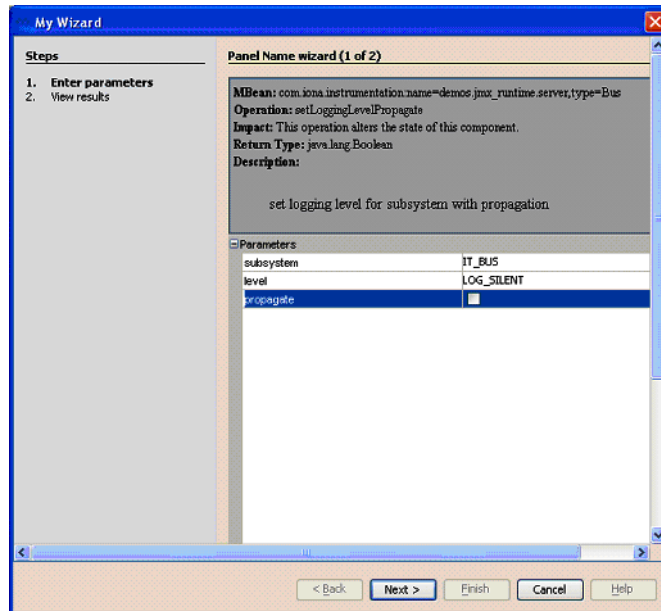 My Wizard
Steps
1. Enter parameters
2. View results
Panel Name wizard (1 of 2)
MBean: com.iona.instrumentation:name=demos.jmx_runtime.server,type=Bus
Operation: setLoggingLevelPropagate
Impact: This operation alters the state of this component.
Return Type: java.lang.Boolean
Description:
set logging level for subsystem with propagation
Parameters
subsystem IT_BUS
level LOG_SILENT
propagate
< Back Next > Finish Cancel Help